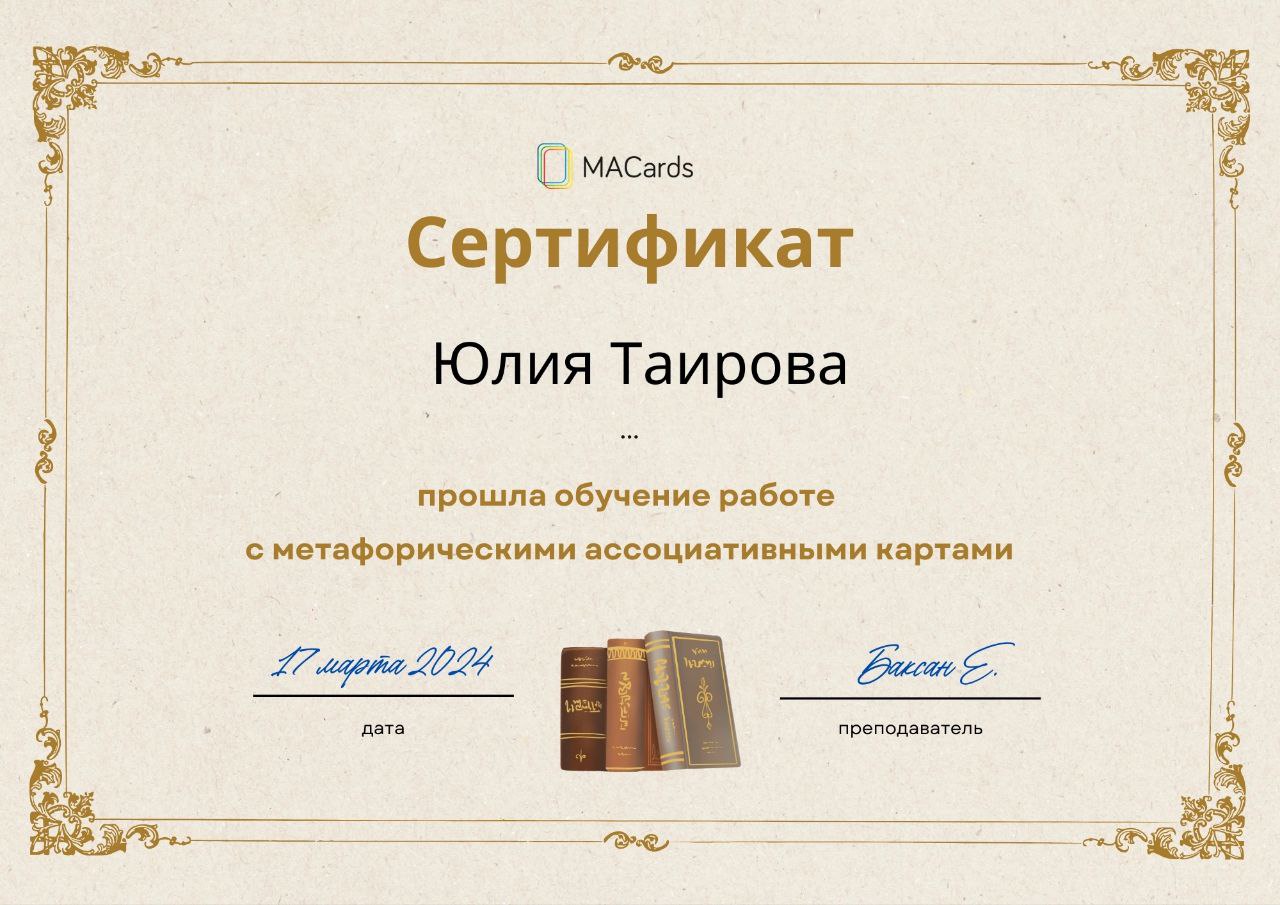 MACards
Сертификат
Юлия Таирова
...
прошла обучение работе
с метафорическими ассоциативными картами
17 марта 2024
Баксан Е.
дата
преподаватель